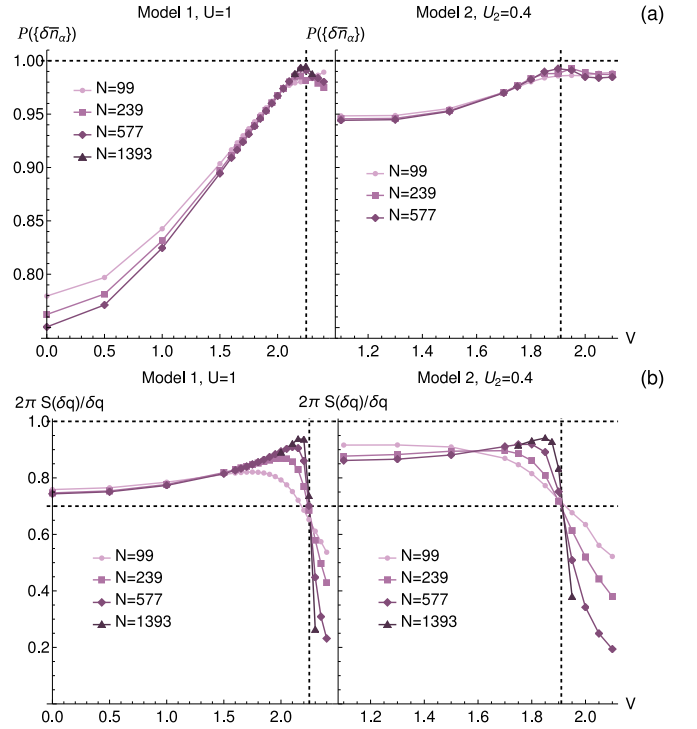 Model 1, U=1
Model 2, U₂=0.4
(a)
P({δn̅α})
P({δn̅α})
1.00
0.95
0.90
0.85
0.80
N=99
N=239
N=577
N=1393
N=99
N=239
N=577
0.0 0.5 1.0 1.5 2.0
1.2 1.4 1.6 1.8 2.0
V
Model 1, U=1
Model 2, U₂=0.4
(b)
2π S(δq)/δq
2π S(δq)/δq
1.0
0.8
0.6
0.4
0.2
N=99
N=239
N=577
N=1393
N=99
N=239
N=577
N=1393
0.0 0.5 1.0 1.5 2.0
1.2 1.4 1.6 1.8 2.0
V